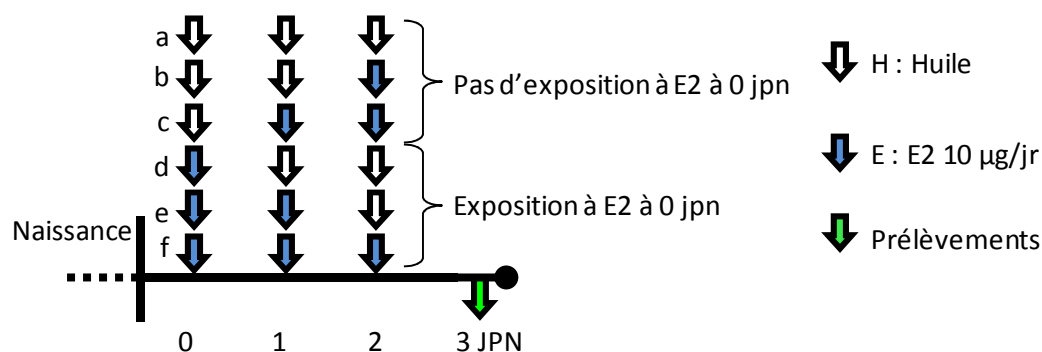 a
b
c
d
e
f
Pas d'exposition à E2 à 0 jpn
Exposition à E2 à 0 jpn
H : Huile
E : E2 10 µg/jr
Prélèvements
Naissance
0 1 2 3 JPN